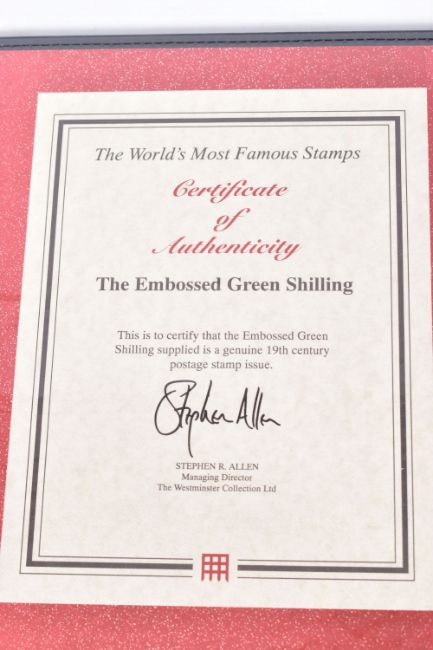 The World's Most Famous Stamps
Certificate
of
Authenticity
The Embossed Green Shilling
This is to certify that the Embossed Green
Shilling supplied is a genuine 19th century
postage stamp issue.
Stephen Allen
STEPHEN R. ALLEN
Managing Director
The Westminster Collection Ltd